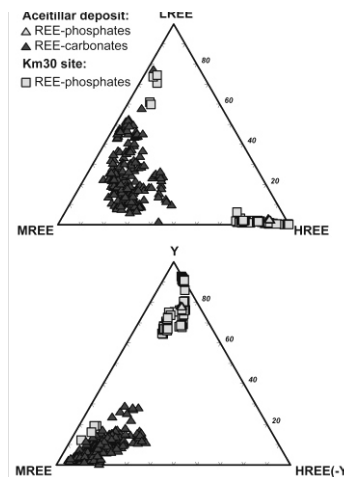 Aceitillar deposit:
LREE
REE-phosphates
REE-carbonates
Km30 site:
REE-phosphates
80
60
40
20
MREE
HREE
Y
80
60
40
20
MREE
HREE(-Y